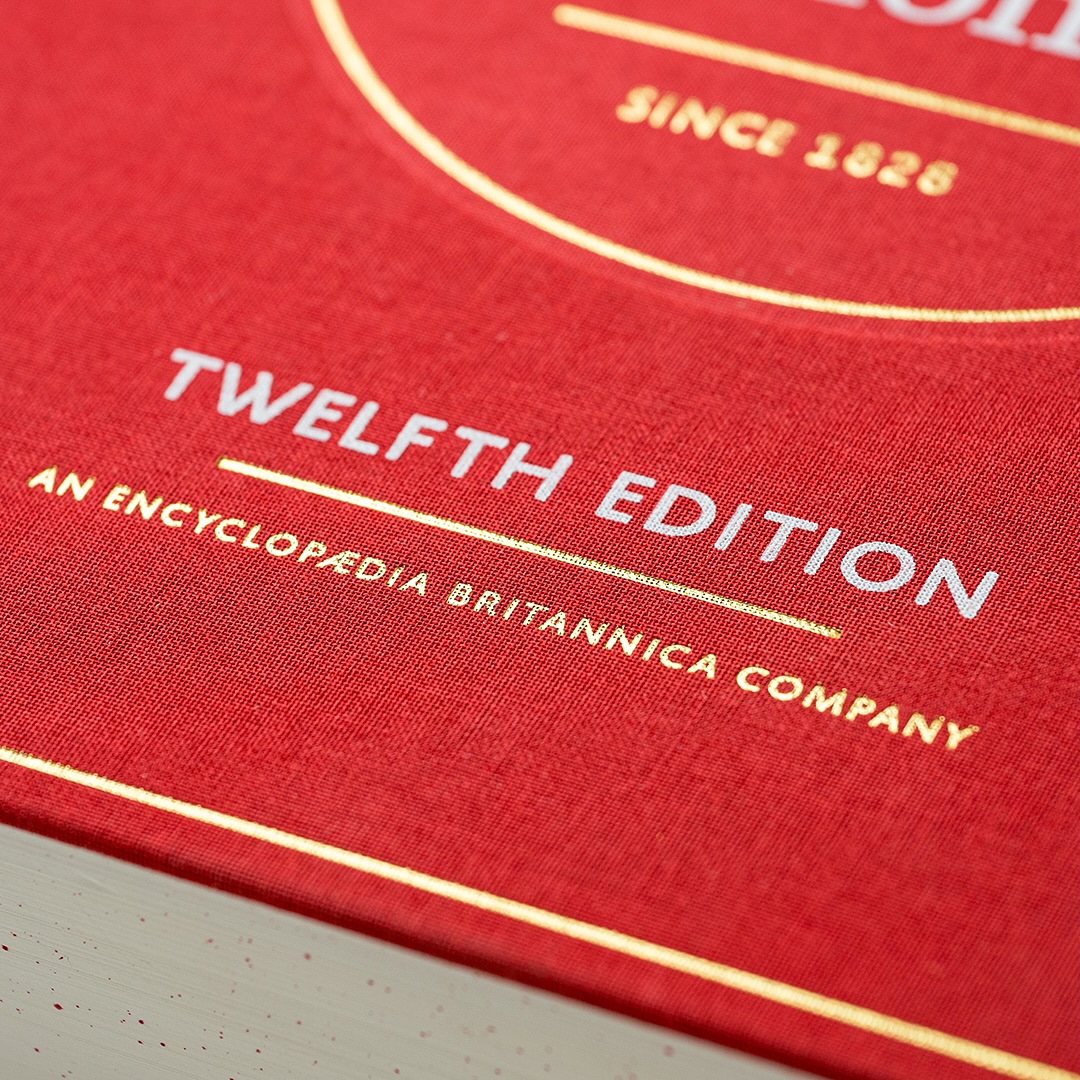 SINCE 1828
TWELFTH EDITION
AN ENCYCLOPÆDIA BRITANNICA COMPANY